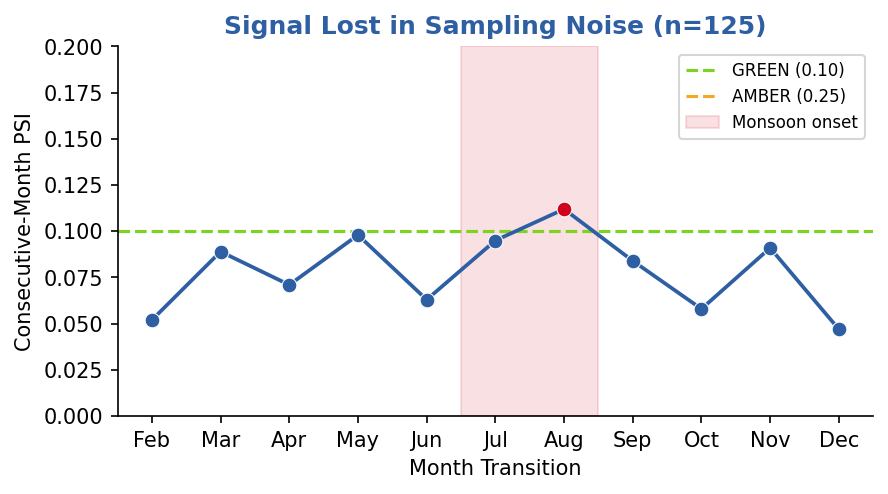 Signal Lost in Sampling Noise (n=125)
Consecutive-Month PSI
0.200
0.175
0.150
0.125
0.100
0.075
0.050
0.025
0.000
GREEN (0.10)
AMBER (0.25)
Monsoon onset
Feb Mar Apr May Jun Jul Aug Sep Oct Nov Dec
Month Transition